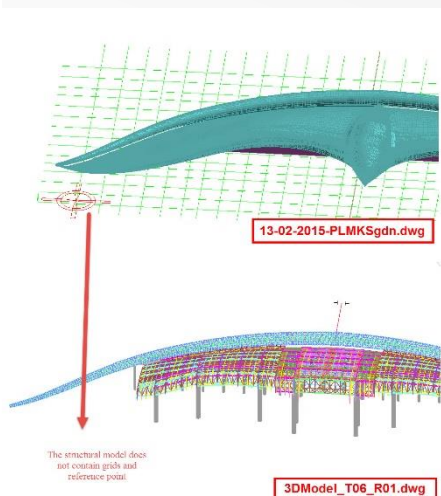 13-02-2015-PLMKSgdn.dwg
The structural model does
not contain grids and
reference point
3DModel_T06_R01.dwg